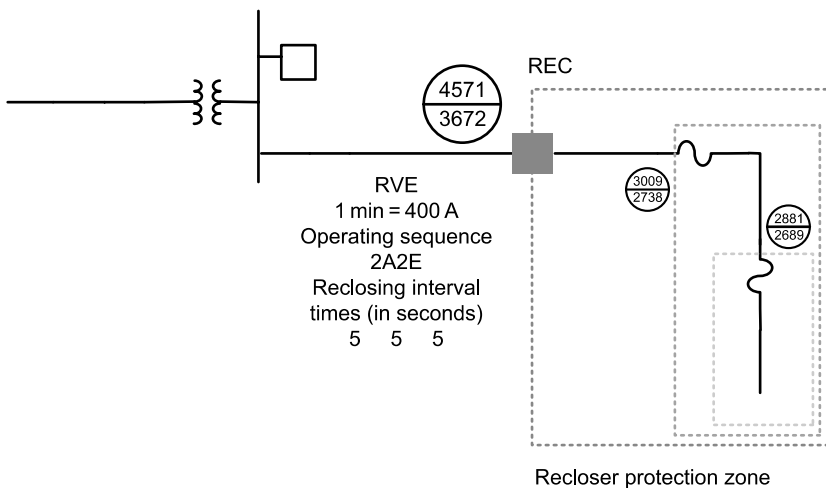 REC
4571
3672
RVE
1 min = 400 A
Operating sequence
2A2E
Reclosing interval
times (in seconds)
5 5 5
3009
2738
2881
2689
Recloser protection zone